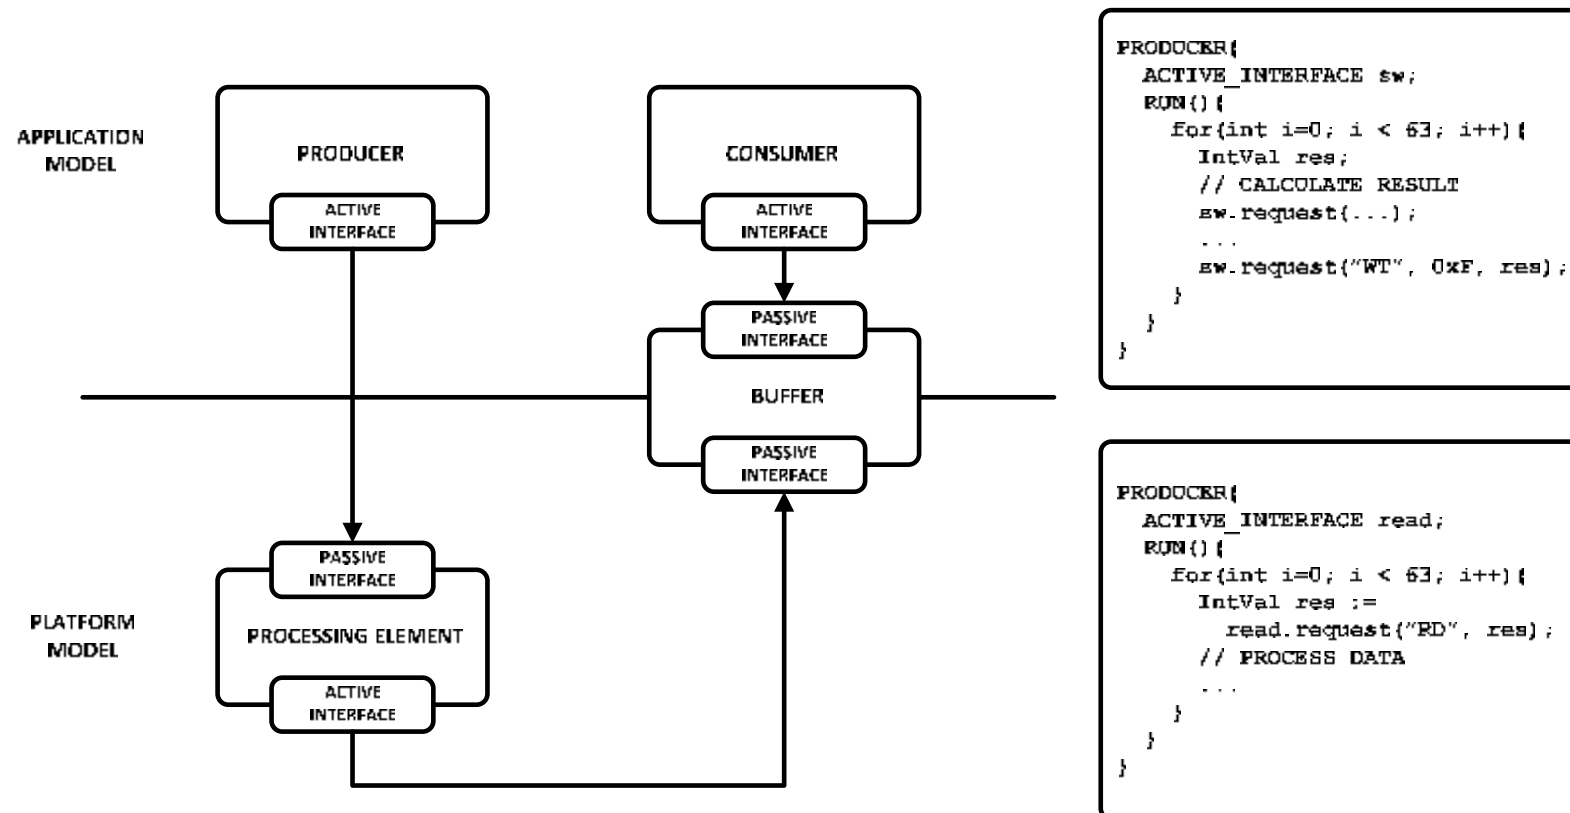 APPLICATION
MODEL
PRODUCER
ACTIVE
INTERFACE
CONSUMER
ACTIVE
INTERFACE
PASSIVE
INTERFACE
BUFFER
PASSIVE
INTERFACE
PLATFORM
MODEL
PASSIVE
INTERFACE
PROCESSING ELEMENT
ACTIVE
INTERFACE
PRODUCER{
ACTIVE_INTERFACE sw;
RUN(){
for(int i=0; i < 63; i++){
IntVal res;
// CALCULATE RESULT
sw.request(...);
...
sw.request("WT", 0xF, res);
}
}
}
PRODUCER{
ACTIVE_INTERFACE read;
RUN(){
for(int i=0; i < 63; i++){
IntVal res :=
read.request("RD", res);
// PROCESS DATA
...
}
}
}